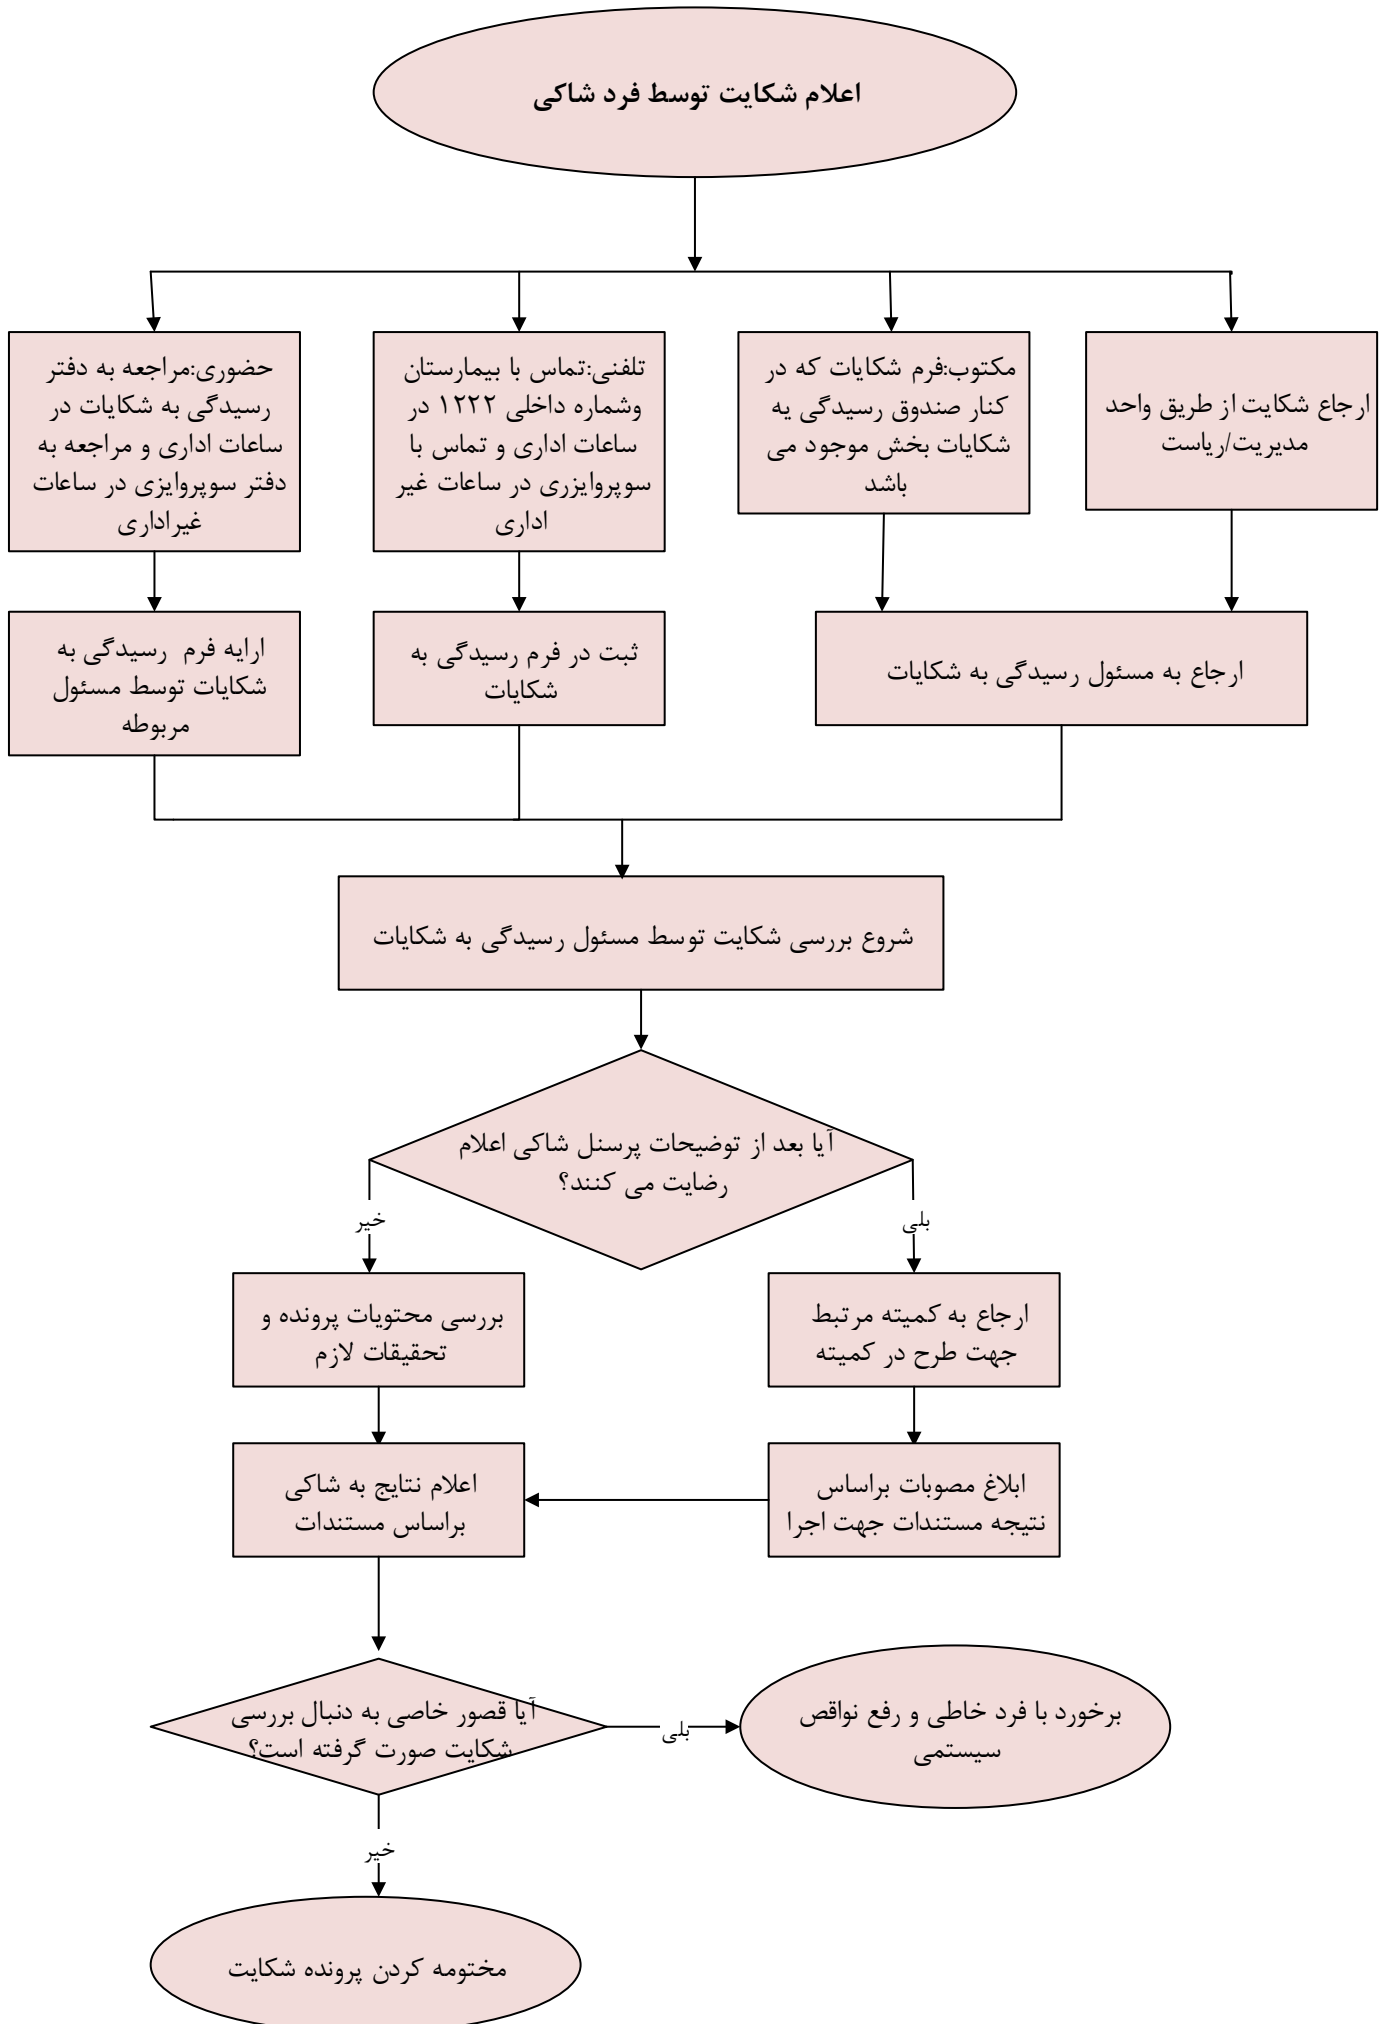 اعلام شکایت توسط فرد شاکی
ارجاع شکایت از طریق واحد
مدیریت/ریاست
مکتوب:فرم شکایات که در
کنار صندوق رسیدگی یه
شکایات بخش موجود می
باشد
تلفنی:تماس با بیمارستان
وشماره داخلی ۱۲۲۲ در
ساعات اداری و تماس با
سوپروایزری در ساعات غیر
اداری
حضوری:مراجعه به دفتر
رسیدگی به شکایات در
ساعات اداری و مراجعه به
دفتر سوپروایزی در ساعات
غیراداری
ارجاع به مسئول رسیدگی به شکایات
ثبت در فرم رسیدگی به
شکایات
ارایه فرم رسیدگی به
شکایات توسط مسئول
مربوطه
شروع بررسی شکایت توسط مسئول رسیدگی به شکایات
آیا بعد از توضیحات پرسنل شاکی اعلام
رضایت می کنند؟
بلی
خیر
ارجاع به کمیته مرتبط
جهت طرح در کمیته
بررسی محتویات پرونده و
تحقیقات لازم
ابلاغ مصوبات براساس
نتیجه مستندات جهت اجرا
اعلام نتایج به شاکی
براساس مستندات
آیا قصور خاصی به دنبال بررسی
شکایت صورت گرفته است؟
بلی
برخورد با فرد خاطی و رفع نواقص
سیستمی
خیر
مختومه کردن پرونده شکایت